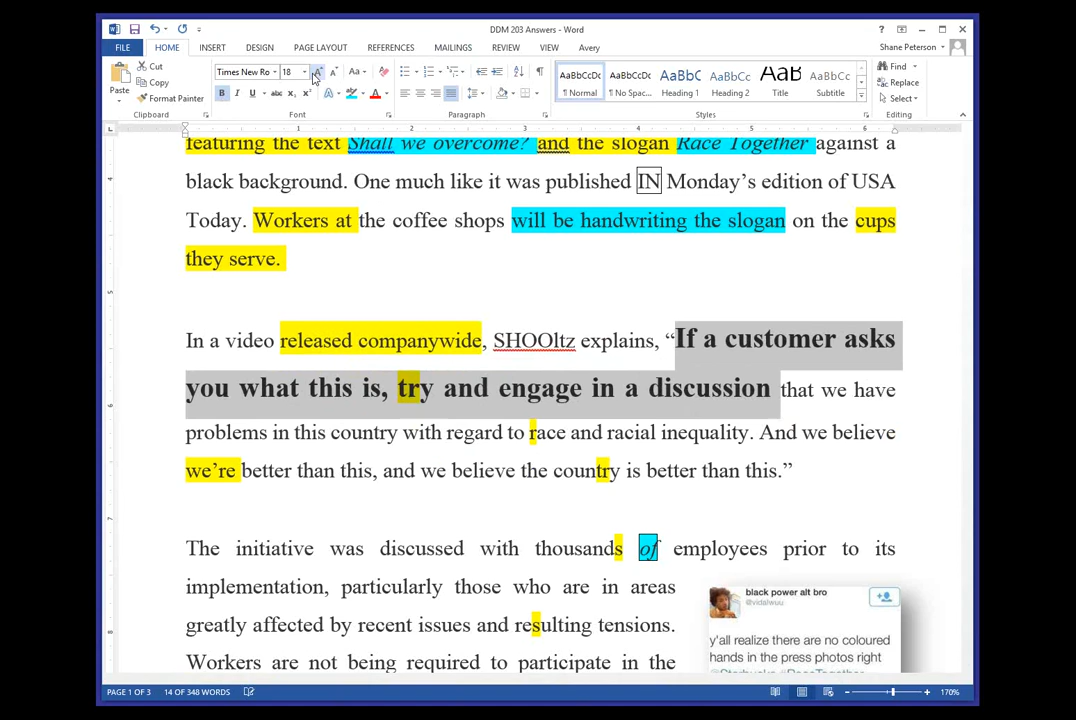 DDM 203 Answers - Word
FILE HOME INSERT DESIGN PAGE LAYOUT REFERENCES MAILINGS REVIEW VIEW Avery Shane Peterson
Paste
Cut
Copy
Format Painter
Clipboard
Times New Ro 18 Aa
B I U abc x₂ x² A A
Font
Paragraph
AaBbCcDc AaBbCcDc AaBbC AaBbCcD AaB AaBbCcD
¶ Normal ¶ No Spac... Heading 1 Heading 2 Title Subtitle
Styles
Find
Replace
Select
Editing
featuring the text Shall we overcome? and the slogan Race Together against a
black background. One much like it was published IN Monday’s edition of USA
Today. Workers at the coffee shops will be handwriting the slogan on the cups
they serve.
In a video released companywide, SHOOltz explains, “If a customer asks
you what this is, try and engage in a discussion that we have
problems in this country with regard to race and racial inequality. And we believe
we’re better than this, and we believe the country is better than this.”
The initiative was discussed with thousands of employees prior to its
implementation, particularly those who are in areas
greatly affected by recent issues and resulting tensions.
Workers are not being required to participate in the
black power alt bro
@vidalwuu
y'all realize there are no coloured
hands in the press photos right
@Starbucks #RaceTogether
PAGE 1 OF 3 14 OF 348 WORDS 170%